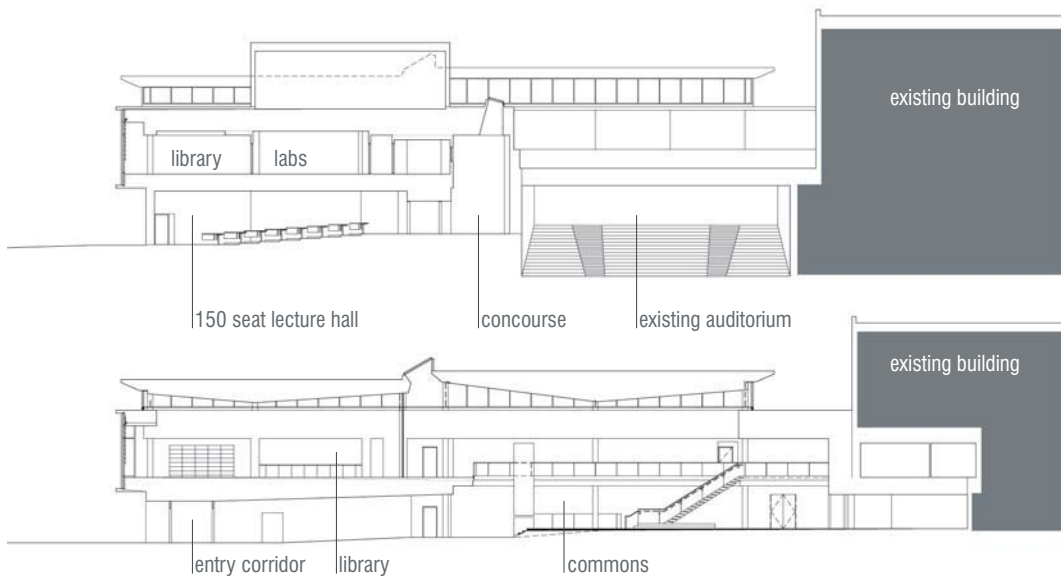 existing building
library
labs
150 seat lecture hall
concourse
existing auditorium
existing building
entry corridor
library
commons